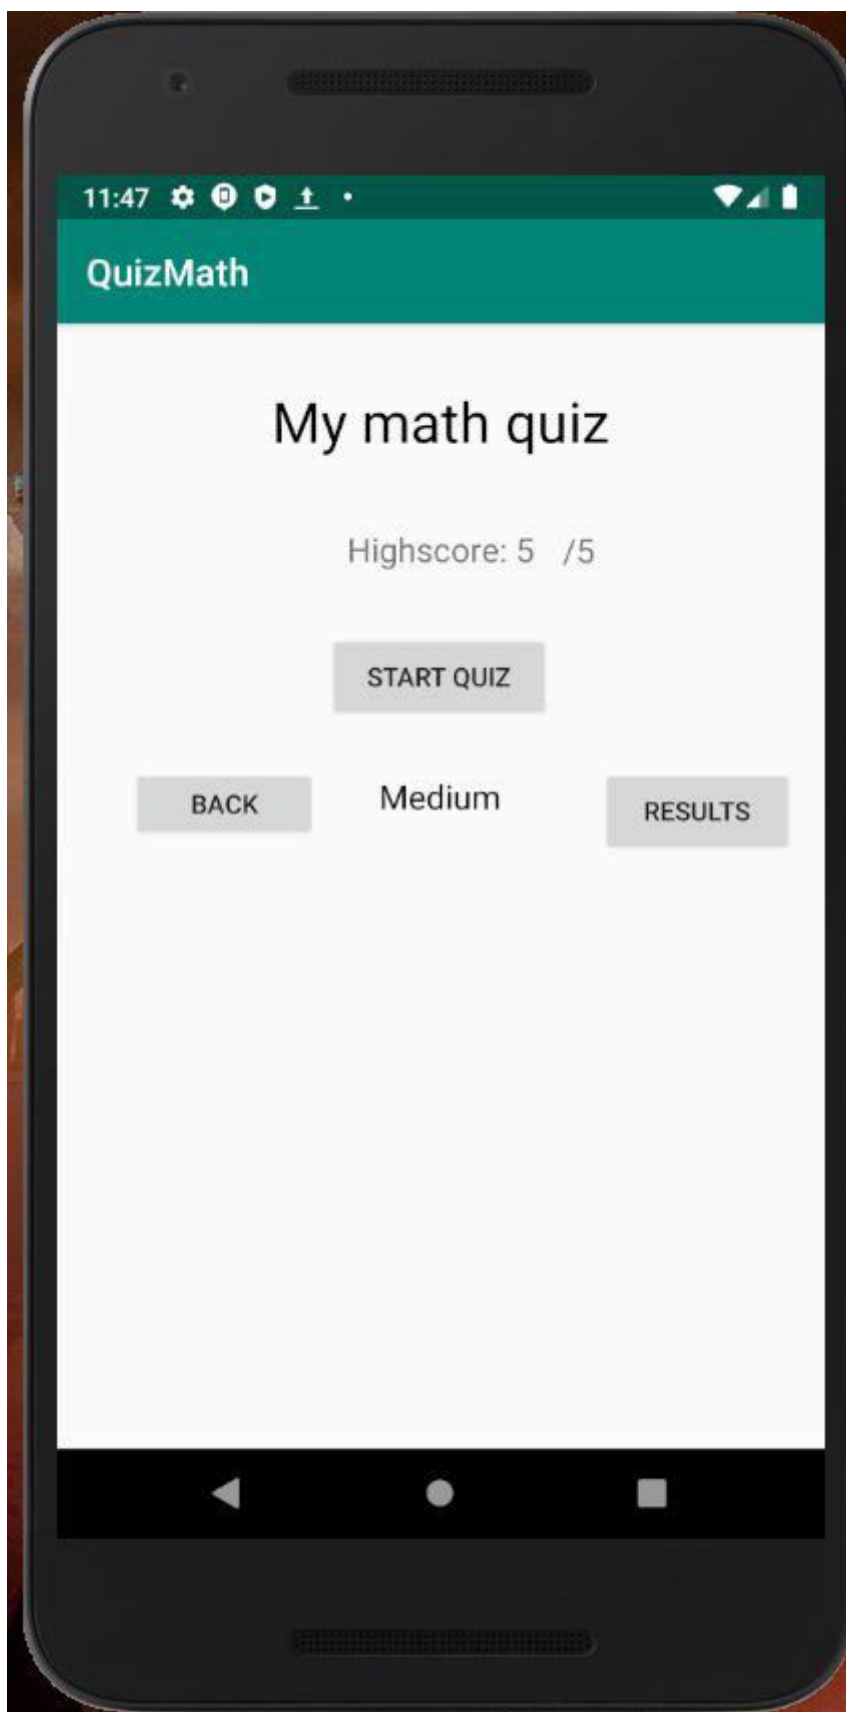 11:47
QuizMath
My math quiz
Highscore: 5 /5
START QUIZ
BACK Medium RESULTS